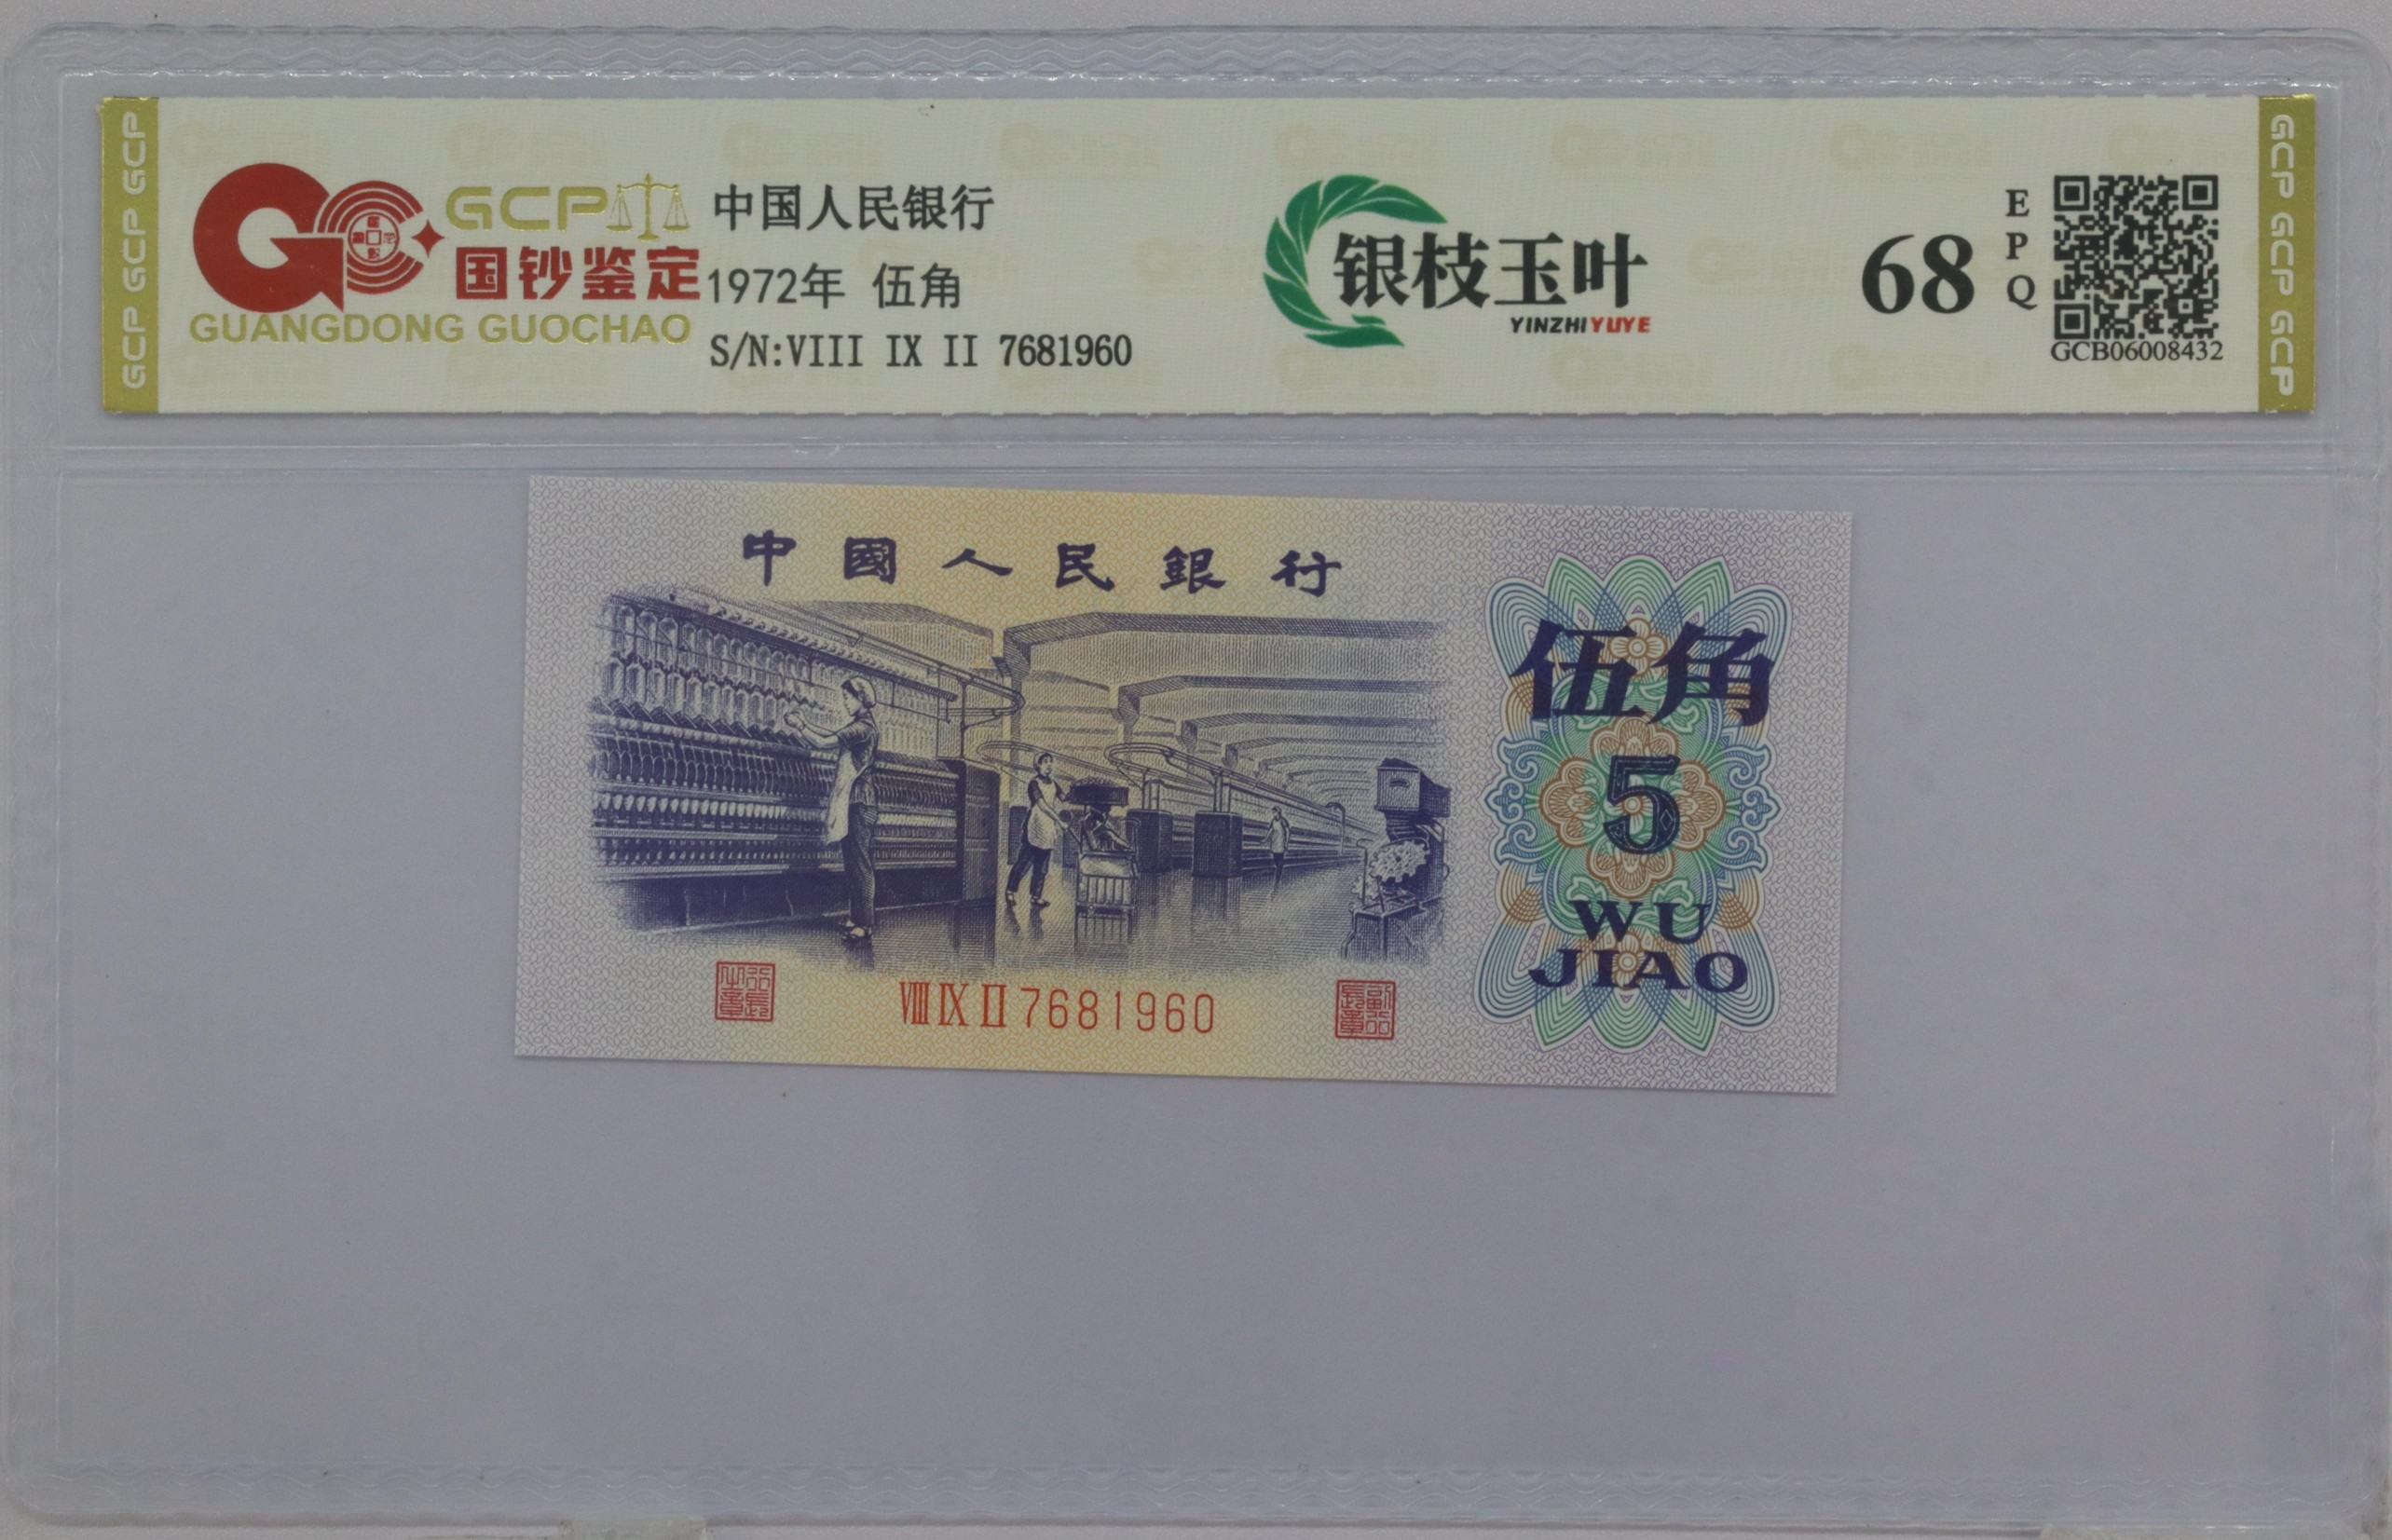 GCP GCP GCP
GCP
国钞鉴定
GUANGDONG GUOCHAO
中国人民银行
1972年 伍角
S/N:VIII IX II 7681960
银枝玉叶
YINZHIYUYE
68
EPQ
GCB06008432
GCP GCP GCP
中國人民銀行
伍角
5
WU
JIAO
VIII IX II 7681960